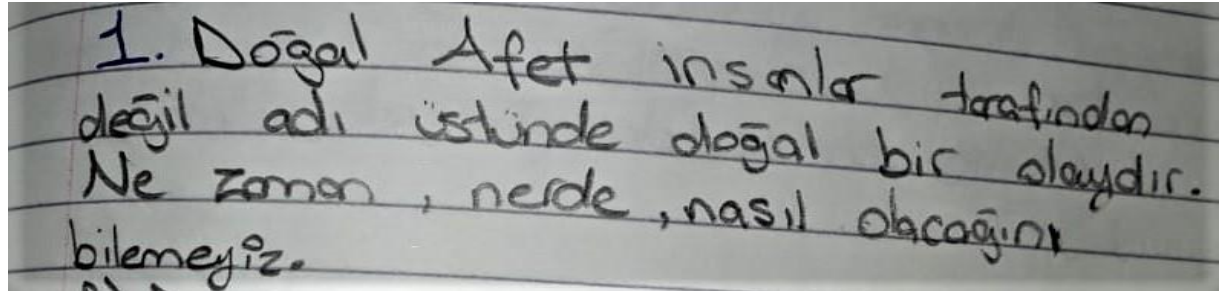 1. Doğal Afet insanlar tarafından
değil adı üstünde doğal bir olaydır.
Ne zaman, nerde, nasıl olacağını
bilemeyiz.